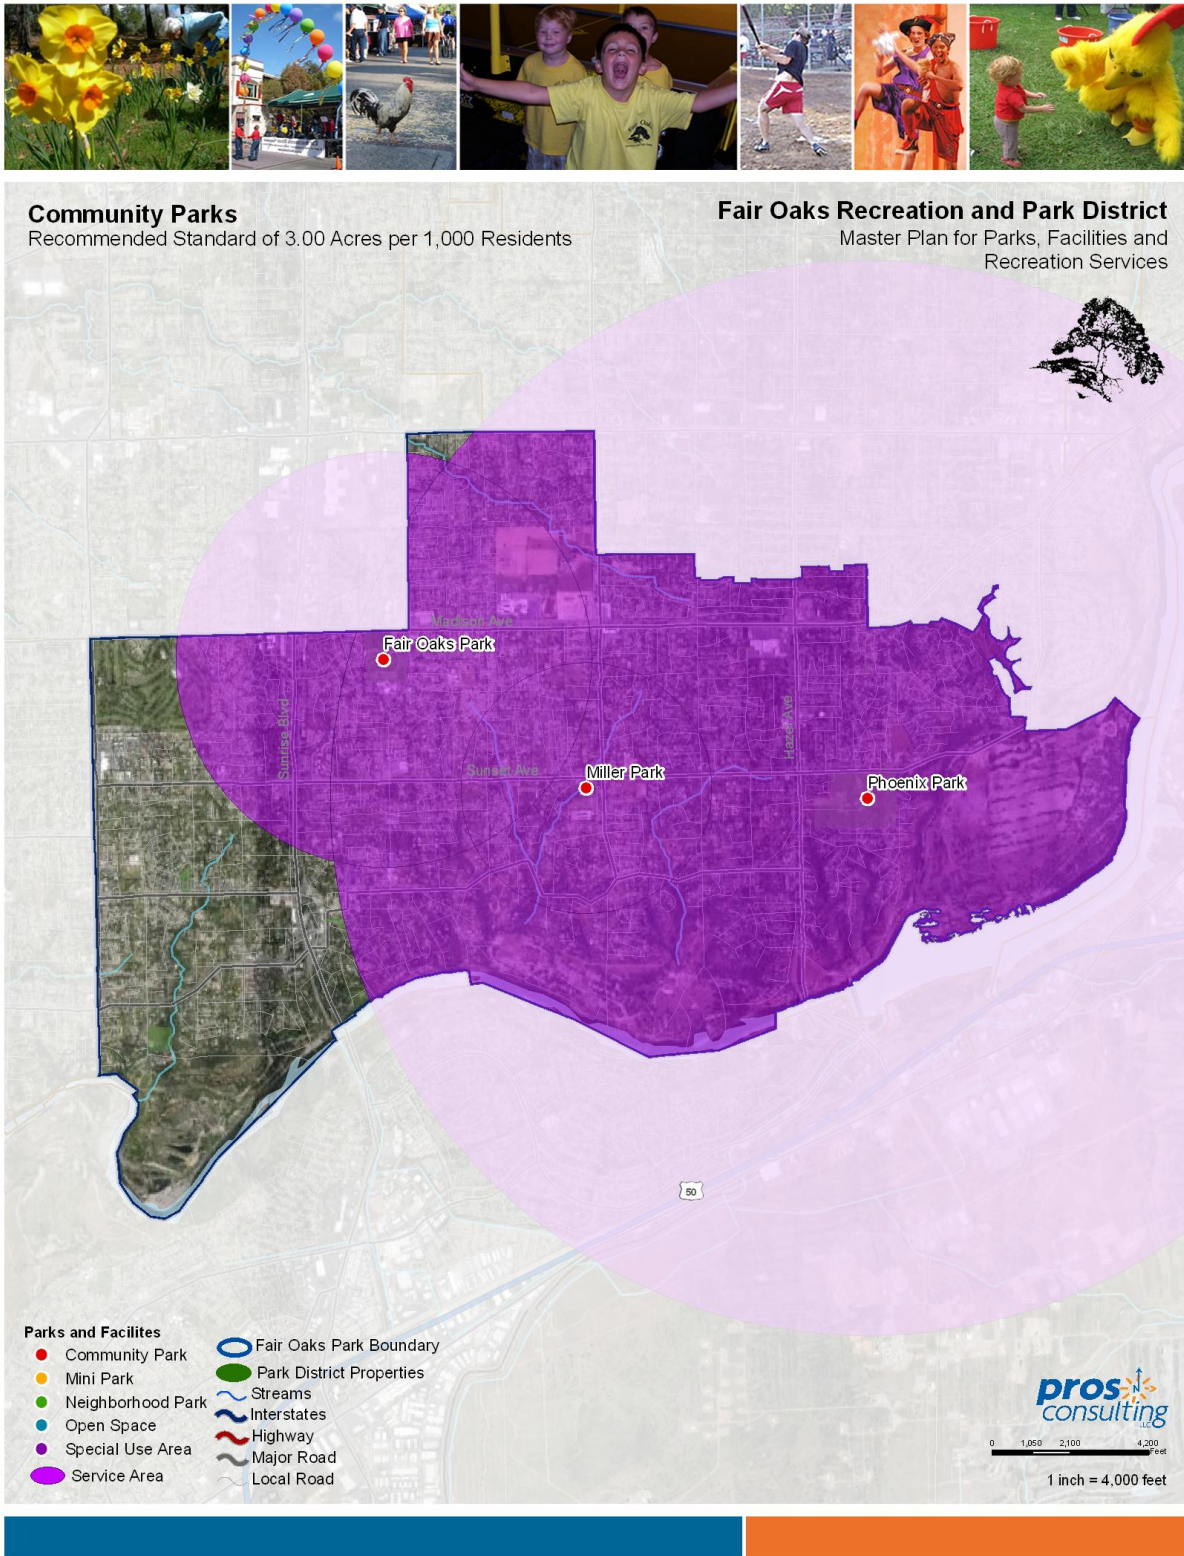 Community Parks
Recommended Standard of 3.00 Acres per 1,000 Residents
Fair Oaks Recreation and Park District
Master Plan for Parks, Facilities and
Recreation Services
Madison Ave
Fair Oaks Park
Sunrise Blvd
Hazel Ave
Sunset Ave
Miller Park
Phoenix Park
50
Parks and Facilites
Community Park
Mini Park
Neighborhood Park
Open Space
Special Use Area
Service Area
Fair Oaks Park Boundary
Park District Properties
Streams
Interstates
Highway
Major Road
Local Road
N
pros
consulting
LLC
0 1,050 2,100 4,200
Feet
1 inch = 4,000 feet